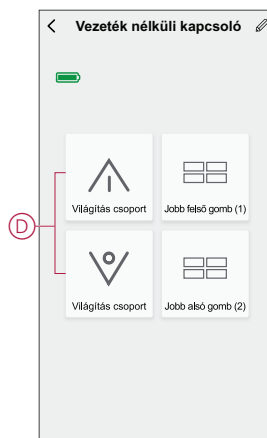 Vezeték nélküli kapcsoló
Világítás csoport
Jobb felső gomb (1)
D
Világítás csoport
Jobb alsó gomb (2)